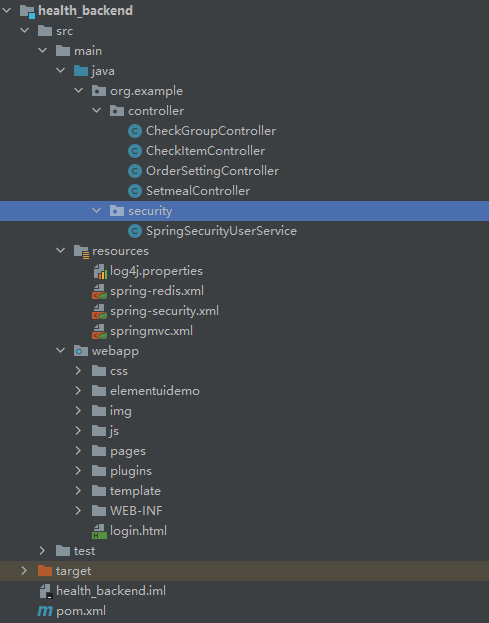 health_backend
src
main
java
org.example
controller
CheckGroupController
CheckItemController
OrderSettingController
SetmealController
security
SpringSecurityUserService
resources
log4j.properties
spring-redis.xml
spring-security.xml
springmvc.xml
webapp
css
elementuidemo
img
js
pages
plugins
template
WEB-INF
login.html
test
target
health_backend.iml
pom.xml